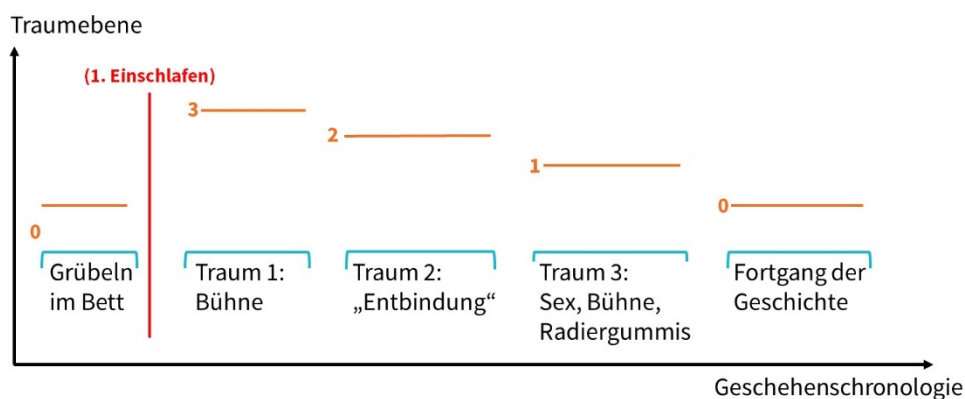 Traumebene
(1. Einschlafen)
3
2
1
0
0
Grübeln
im Bett
Traum 1:
Bühne
Traum 2:
„Entbindung“
Traum 3:
Sex, Bühne,
Radiergummis
Fortgang der
Geschichte
Geschehenschronologie